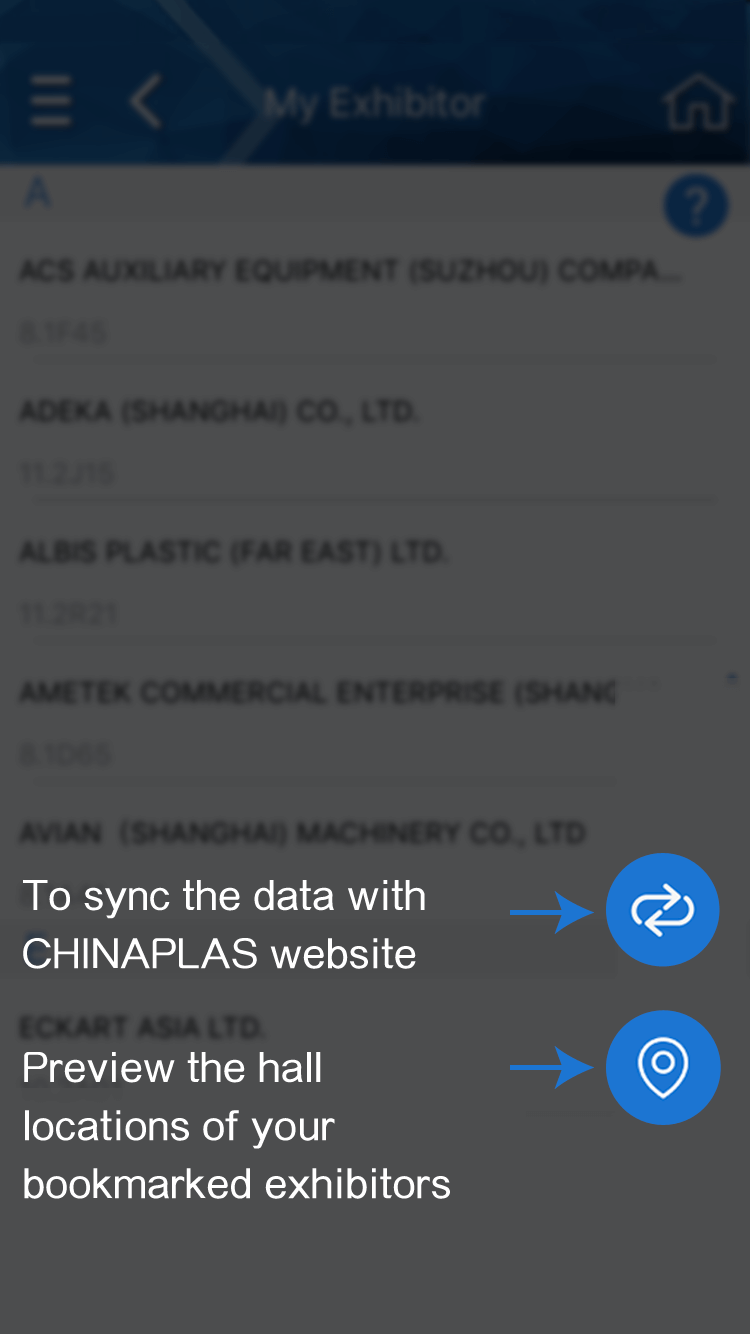 My Exhibitor
A
?
ACS AUXILIARY EQUIPMENT (SUZHOU) COMPA...
8.1F45
ADEKA (SHANGHAI) CO., LTD.
11.2J15
ALBIS PLASTIC (FAR EAST) LTD.
11.2R21
AMETEK COMMERCIAL ENTERPRISE (SHANG
8.1D65
AVIAN (SHANGHAI) MACHINERY CO., LTD
To sync the data with
CHINAPLAS website
ECKART ASIA LTD.
Preview the hall
locations of your
bookmarked exhibitors